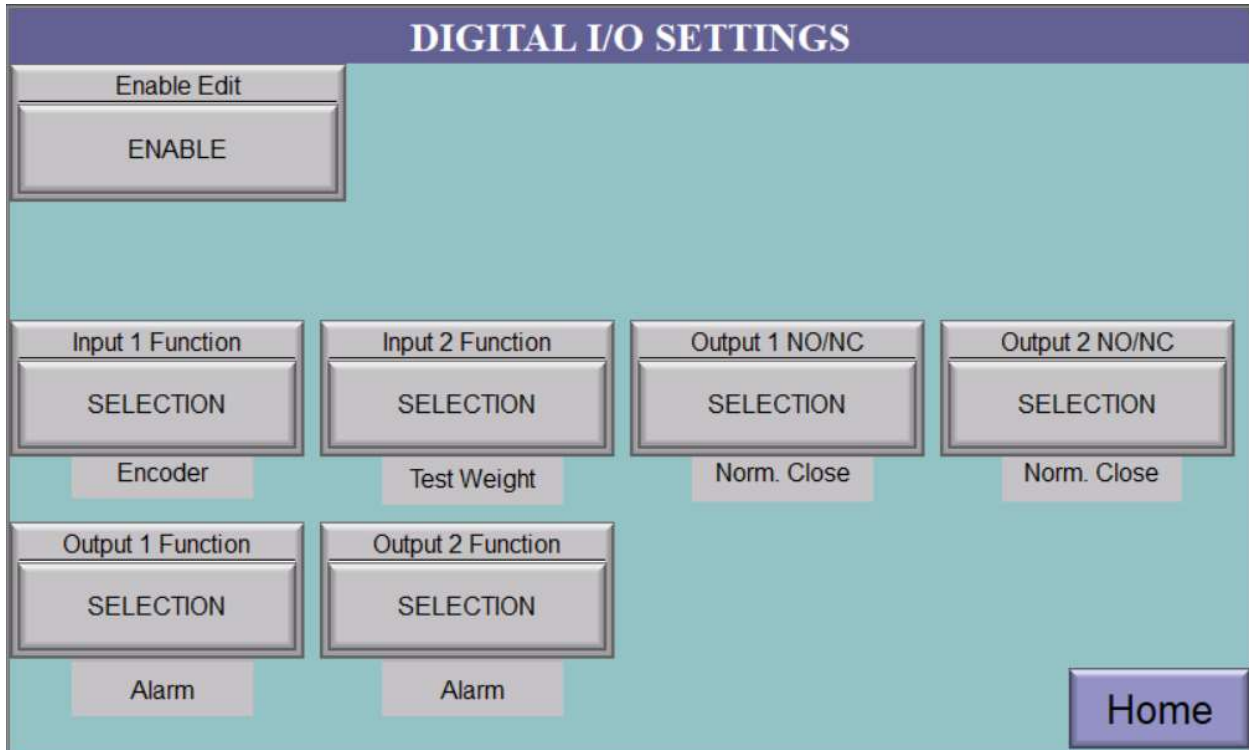 DIGITAL I/O SETTINGS
Enable Edit
ENABLE
Input 1 Function
SELECTION
Encoder
Input 2 Function
SELECTION
Test Weight
Output 1 NO/NC
SELECTION
Norm. Close
Output 2 NO/NC
SELECTION
Norm. Close
Output 1 Function
SELECTION
Alarm
Output 2 Function
SELECTION
Alarm
Home